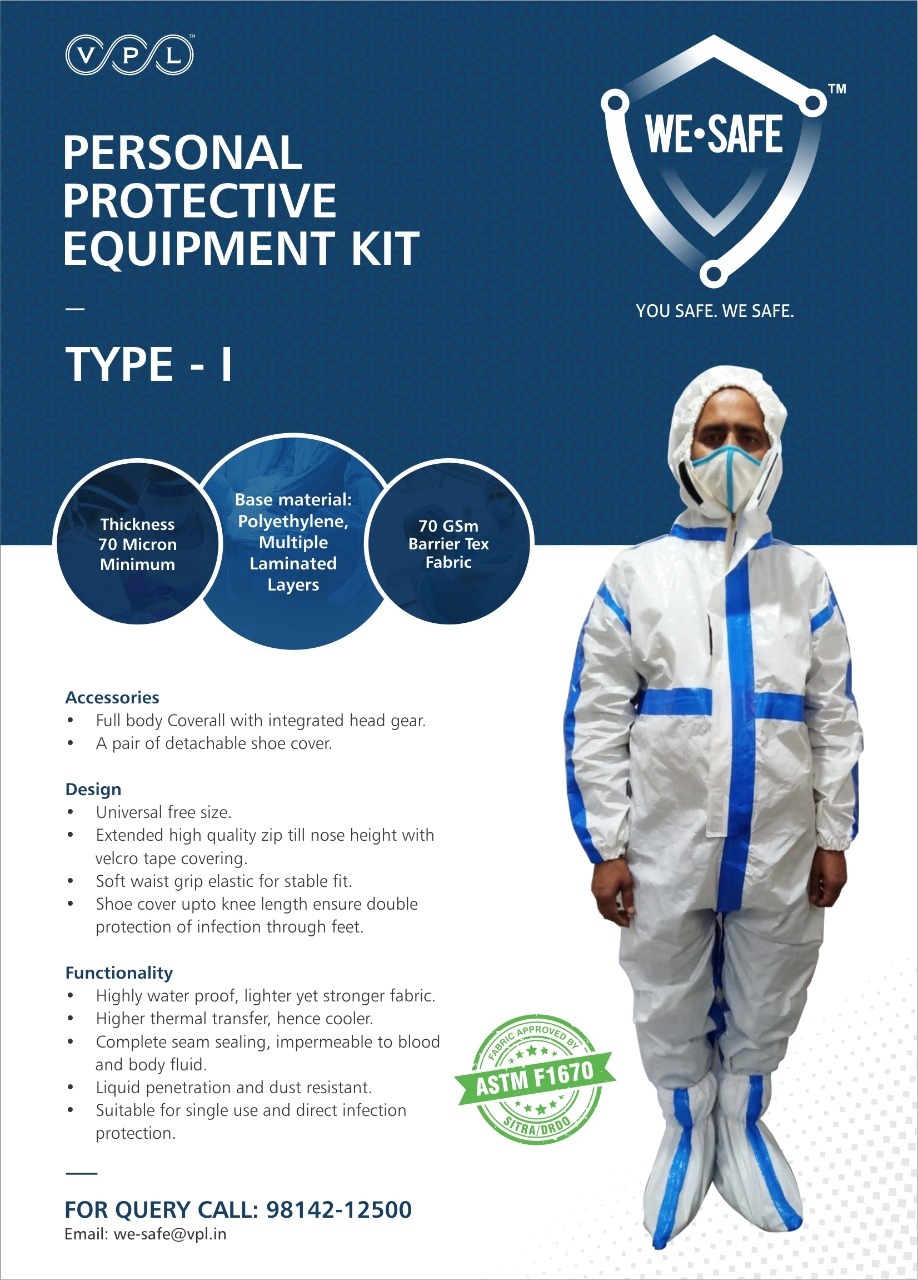 VPL™
WE•SAFE
TM
YOU SAFE. WE SAFE.
PERSONAL
PROTECTIVE
EQUIPMENT KIT
TYPE - I
Thickness
70 Micron
Minimum
Base material:
Polyethylene,
Multiple
Laminated
Layers
70 GSm
Barrier Tex
Fabric
Accessories
• Full body Coverall with integrated head gear.
• A pair of detachable shoe cover.
Design
• Universal free size.
• Extended high quality zip till nose height with
velcro tape covering.
• Soft waist grip elastic for stable fit.
• Shoe cover upto knee length ensure double
protection of infection through feet.
Functionality
• Highly water proof, lighter yet stronger fabric.
• Higher thermal transfer, hence cooler.
• Complete seam sealing, impermeable to blood
and body fluid.
• Liquid penetration and dust resistant.
• Suitable for single use and direct infection
protection.
FABRIC APPROVED BY
ASTM F1670
SITRA/DRDO
FOR QUERY CALL: 98142-12500
Email: we-safe@vpl.in